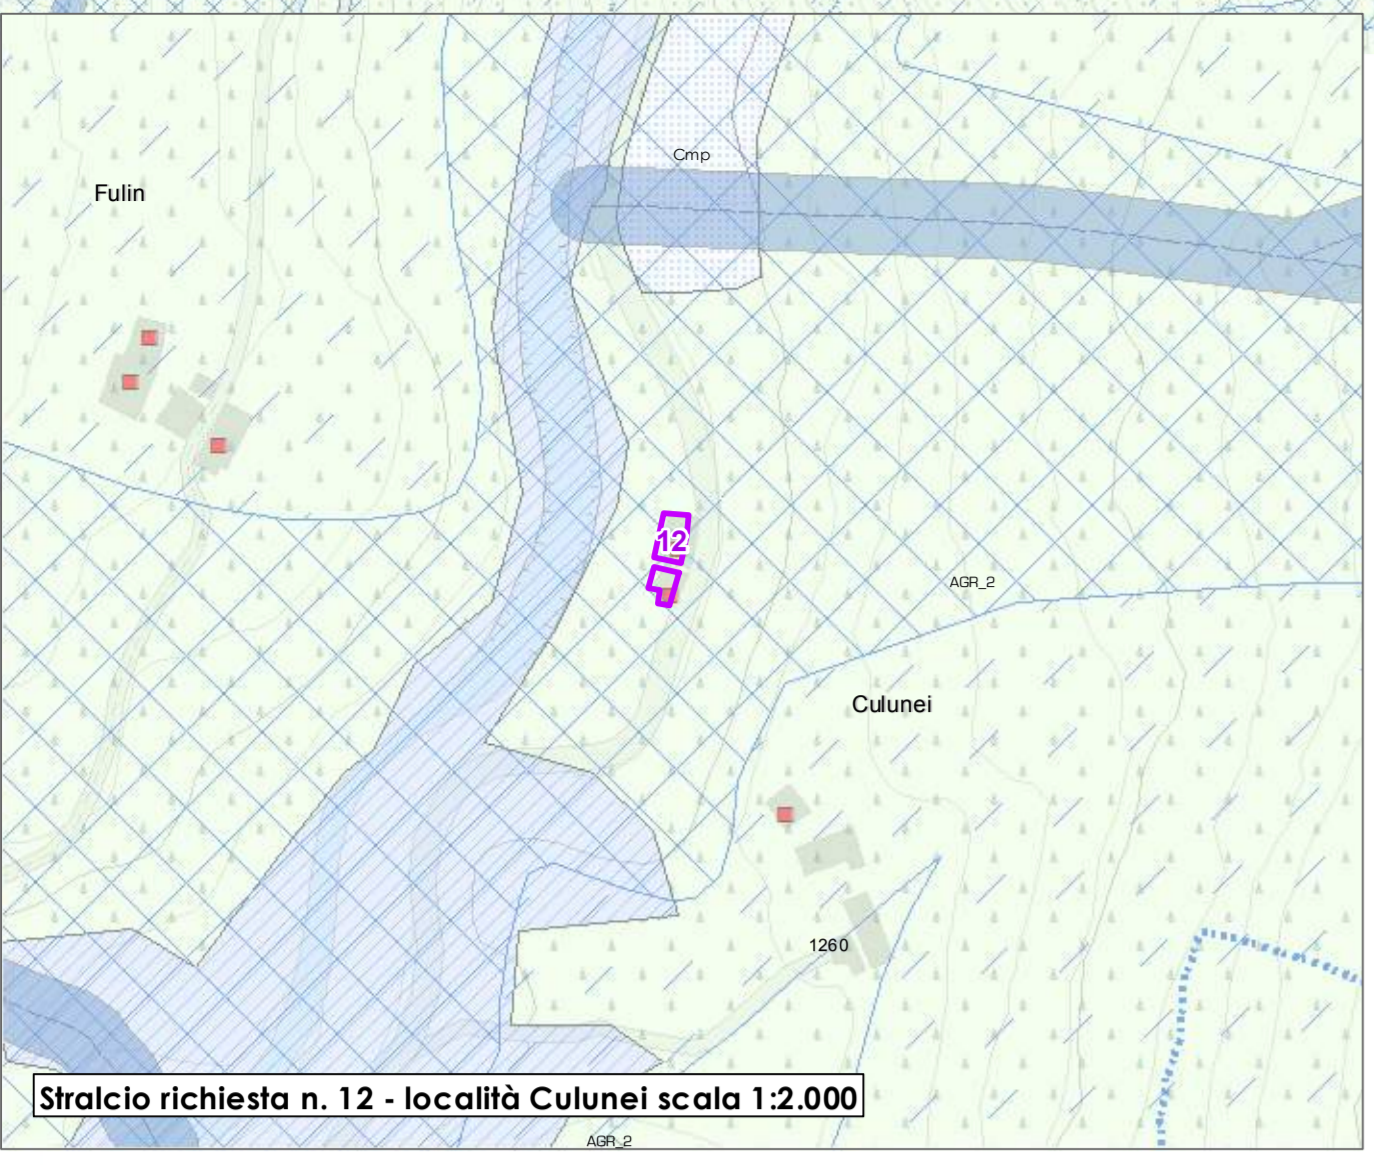 Cmp
Fulin
12
AGR_2
Culunei
1260
Stralcio richiesta n. 12 - località Culunei scala 1:2.000
AGR_2